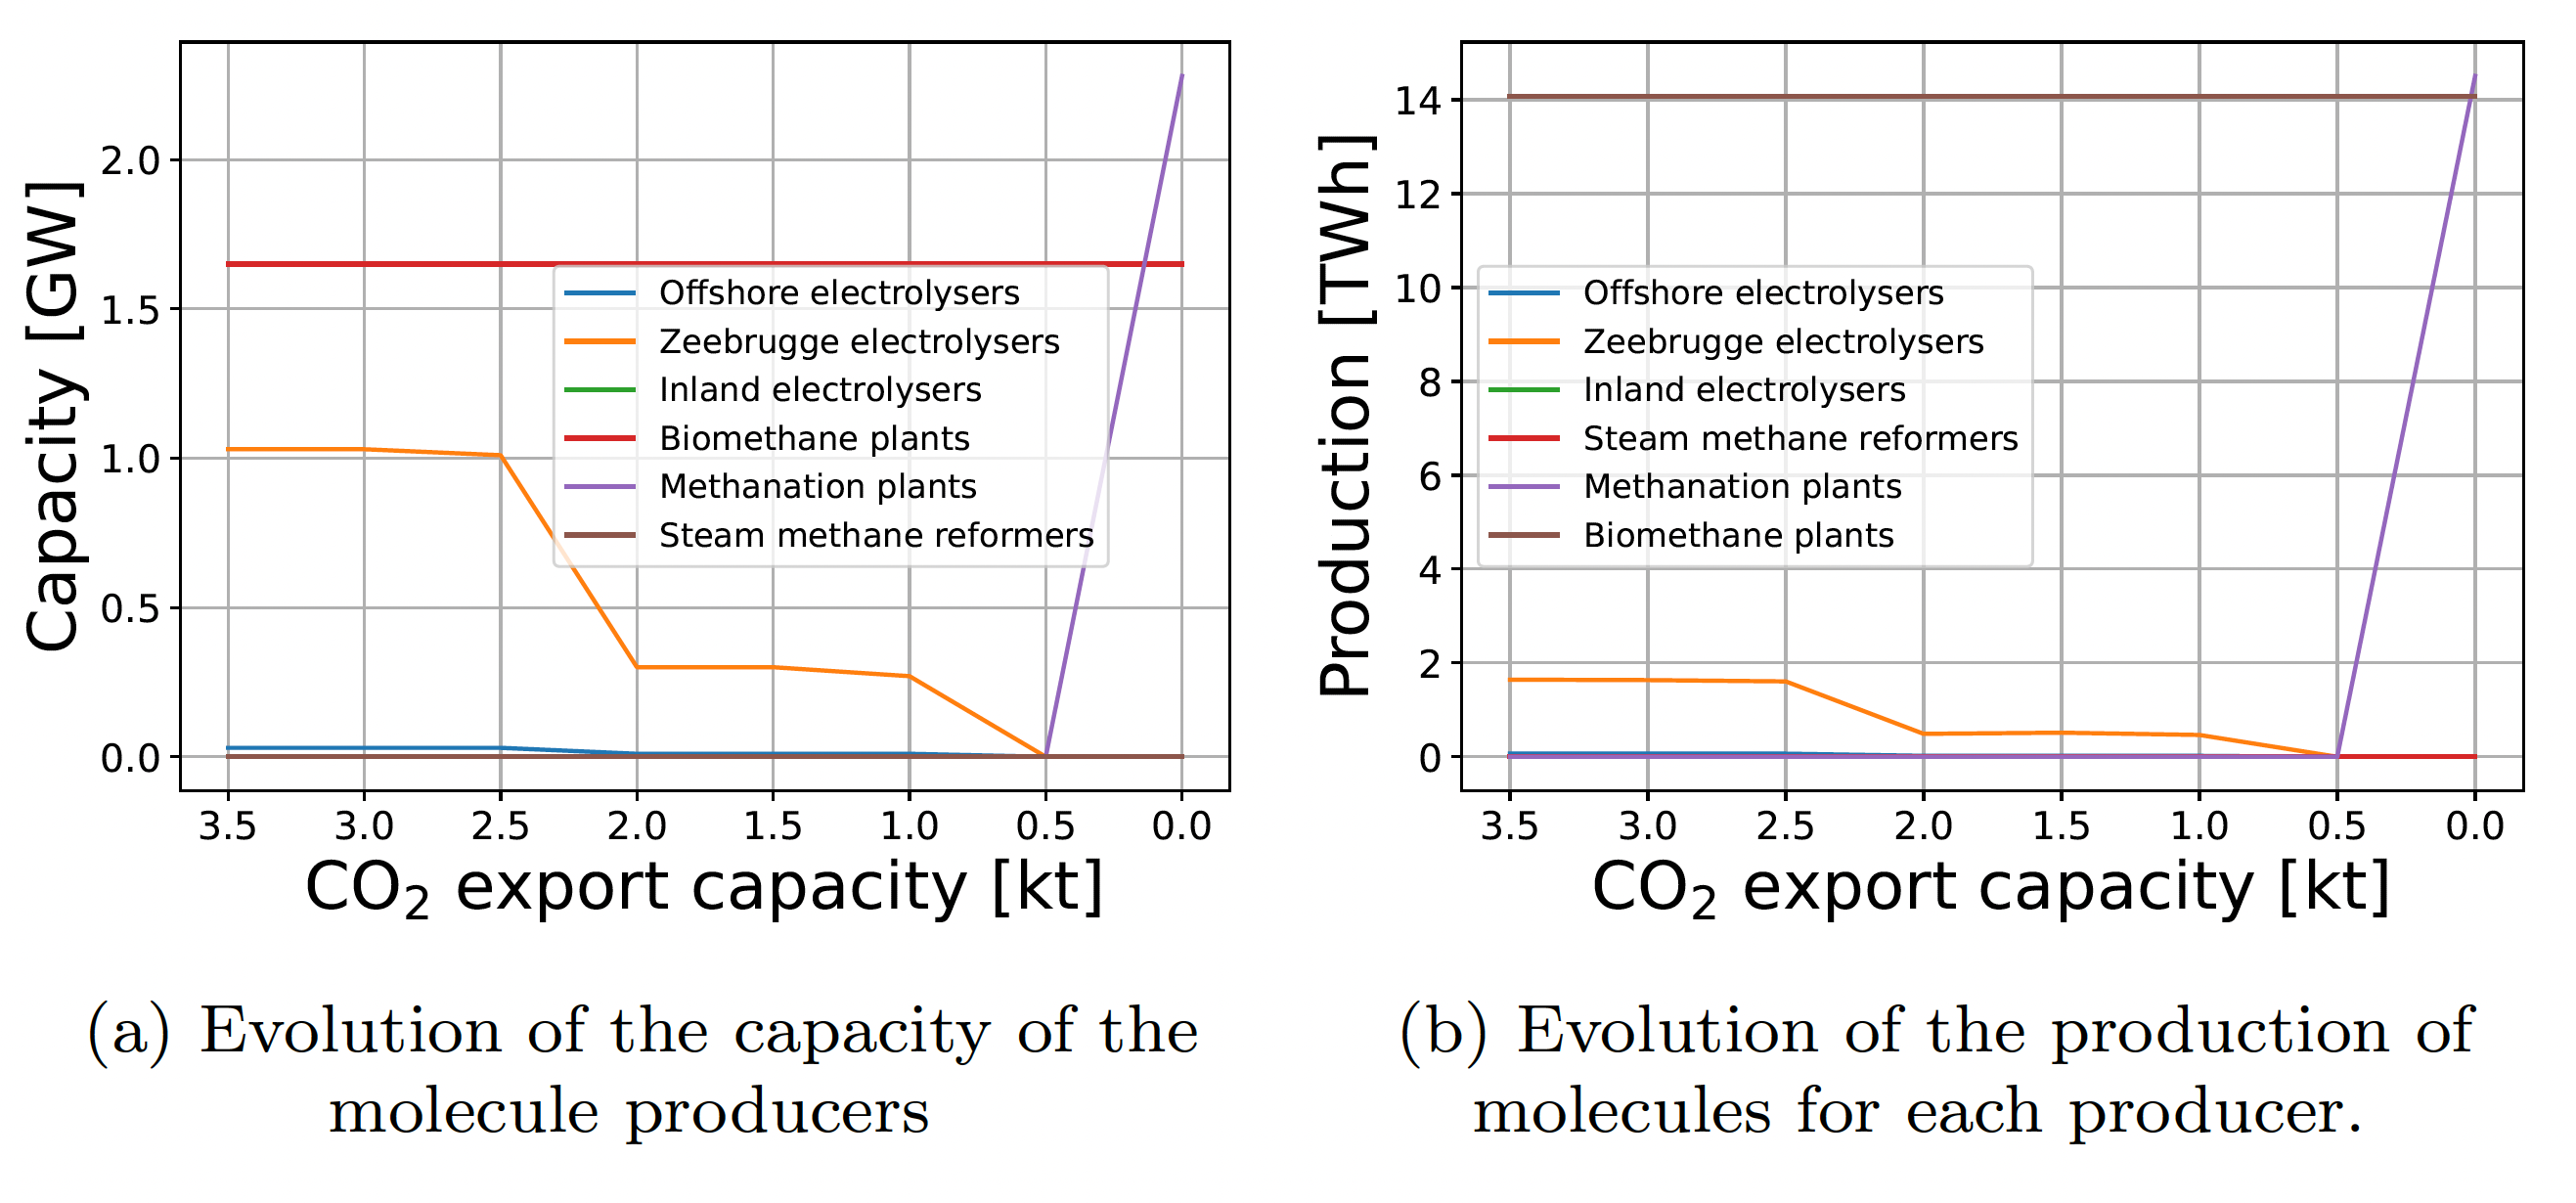 Capacity [GW]
2.0
1.5
1.0
0.5
0.0
Offshore electrolysers
Zeebrugge electrolysers
Inland electrolysers
Biomethane plants
Methanation plants
Steam methane reformers
3.5 3.0 2.5 2.0 1.5 1.0 0.5 0.0
CO₂ export capacity [kt]
(a) Evolution of the capacity of the
molecule producers
Production [TWh]
14
12
10
8
6
4
2
0
Offshore electrolysers
Zeebrugge electrolysers
Inland electrolysers
Steam methane reformers
Methanation plants
Biomethane plants
3.5 3.0 2.5 2.0 1.5 1.0 0.5 0.0
CO₂ export capacity [kt]
(b) Evolution of the production of
molecules for each producer.